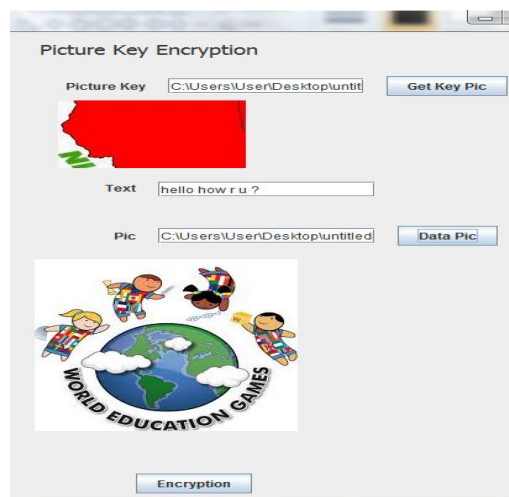 Picture Key Encryption
Picture Key C:\Users\User\Desktop\untit Get Key Pic
NI
Text hello how r u ?
Pic C:\Users\User\Desktop\untitled Data Pic
WORLD EDUCATION GAMES
Encryption